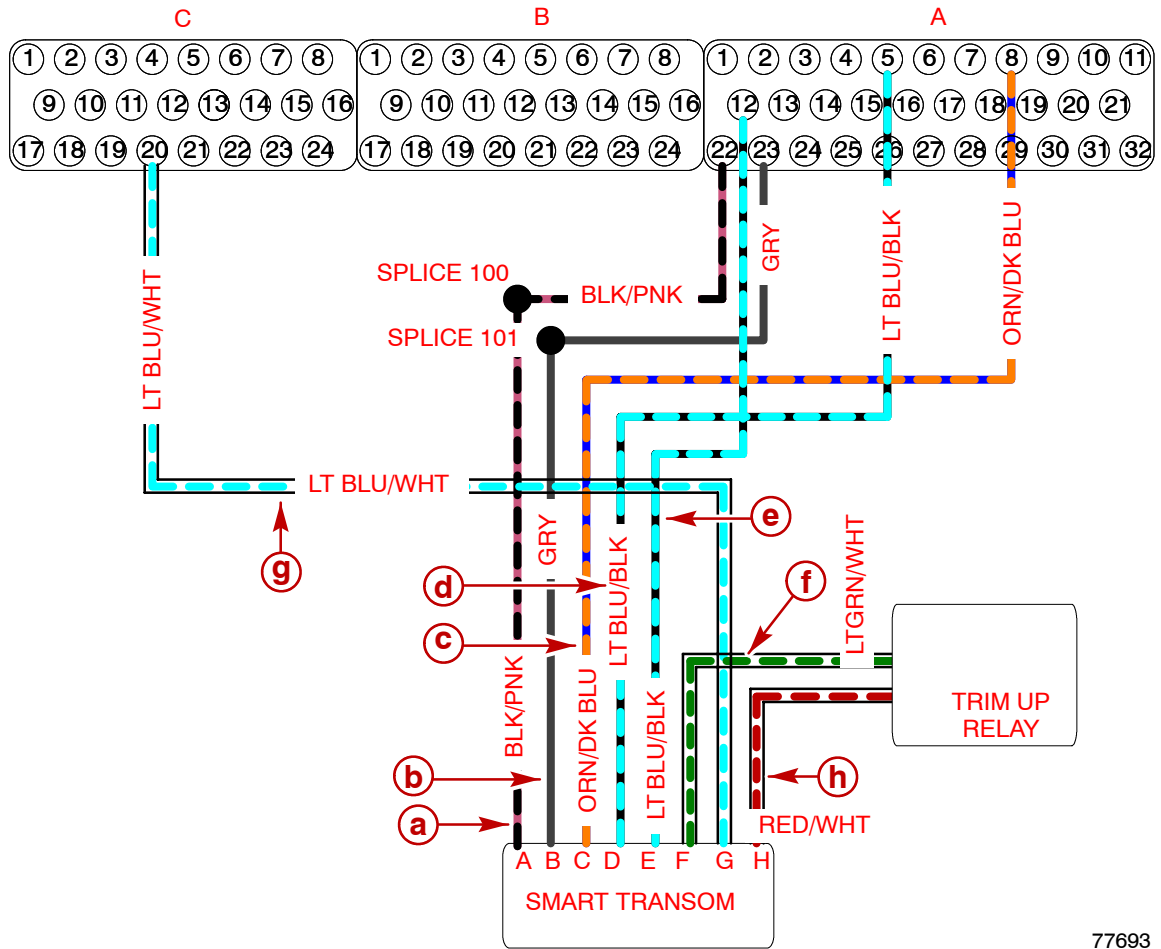 C B A
1 2 3 4 5 6 7 8 1 2 3 4 5 6 7 8 1 2 3 4 5 6 7 8 9 10 11
9 10 11 12 13 14 15 16 9 10 11 12 13 14 15 16 12 13 14 15 16 17 18 19 20 21
17 18 19 20 21 22 23 24 17 18 19 20 21 22 23 24 22 23 24 25 26 27 28 29 30 31 32
LT BLU/WHT
GRY
LT BLU/BLK
ORN/DK BLU
SPLICE 100
BLK/PNK
SPLICE 101
LT BLU/WHT
g
GRY
e
d
LT BLU/BLK
f
LTGRN/WHT
c
BLK/PNK
ORN/DK BLU
LT BLU/BLK
TRIM UP
RELAY
b
h
a
RED/WHT
A B C D E F G H
SMART TRANSOM
77693